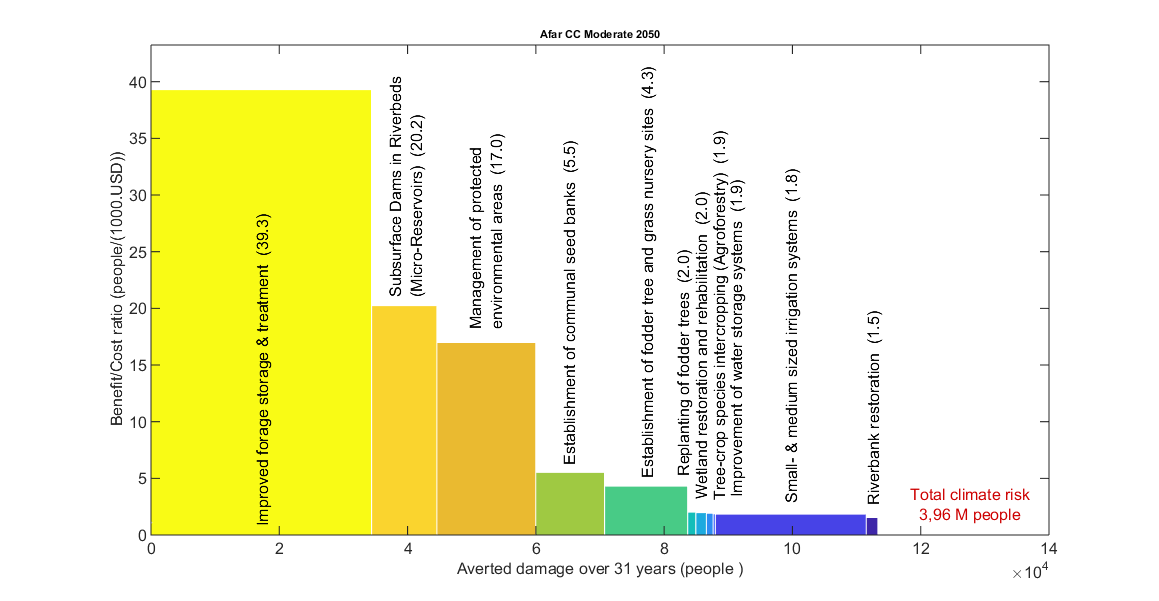 Afar CC Moderate 2050
Benefit/Cost ratio (people/(1000.USD))
40
35
30
25
20
15
10
5
0
Improved forage storage & treatment (39.3)
Subsurface Dams in Riverbeds
(Micro-Reservoirs) (20.2)
Management of protected
environmental areas (17.0)
Establishment of communal seed banks (5.5)
Establishment of fodder tree and grass nursery sites (4.3)
Replanting of fodder trees (2.0)
Wetland restoration and rehabilitation (2.0)
Tree-crop species intercropping (Agroforestry) (1.9)
Improvement of water storage systems (1.9)
Small- & medium sized irrigation systems (1.8)
Riverbank restoration (1.5)
Total climate risk
3,96 M people
0 2 4 6 8 10 12 14
×10^4
Averted damage over 31 years (people )